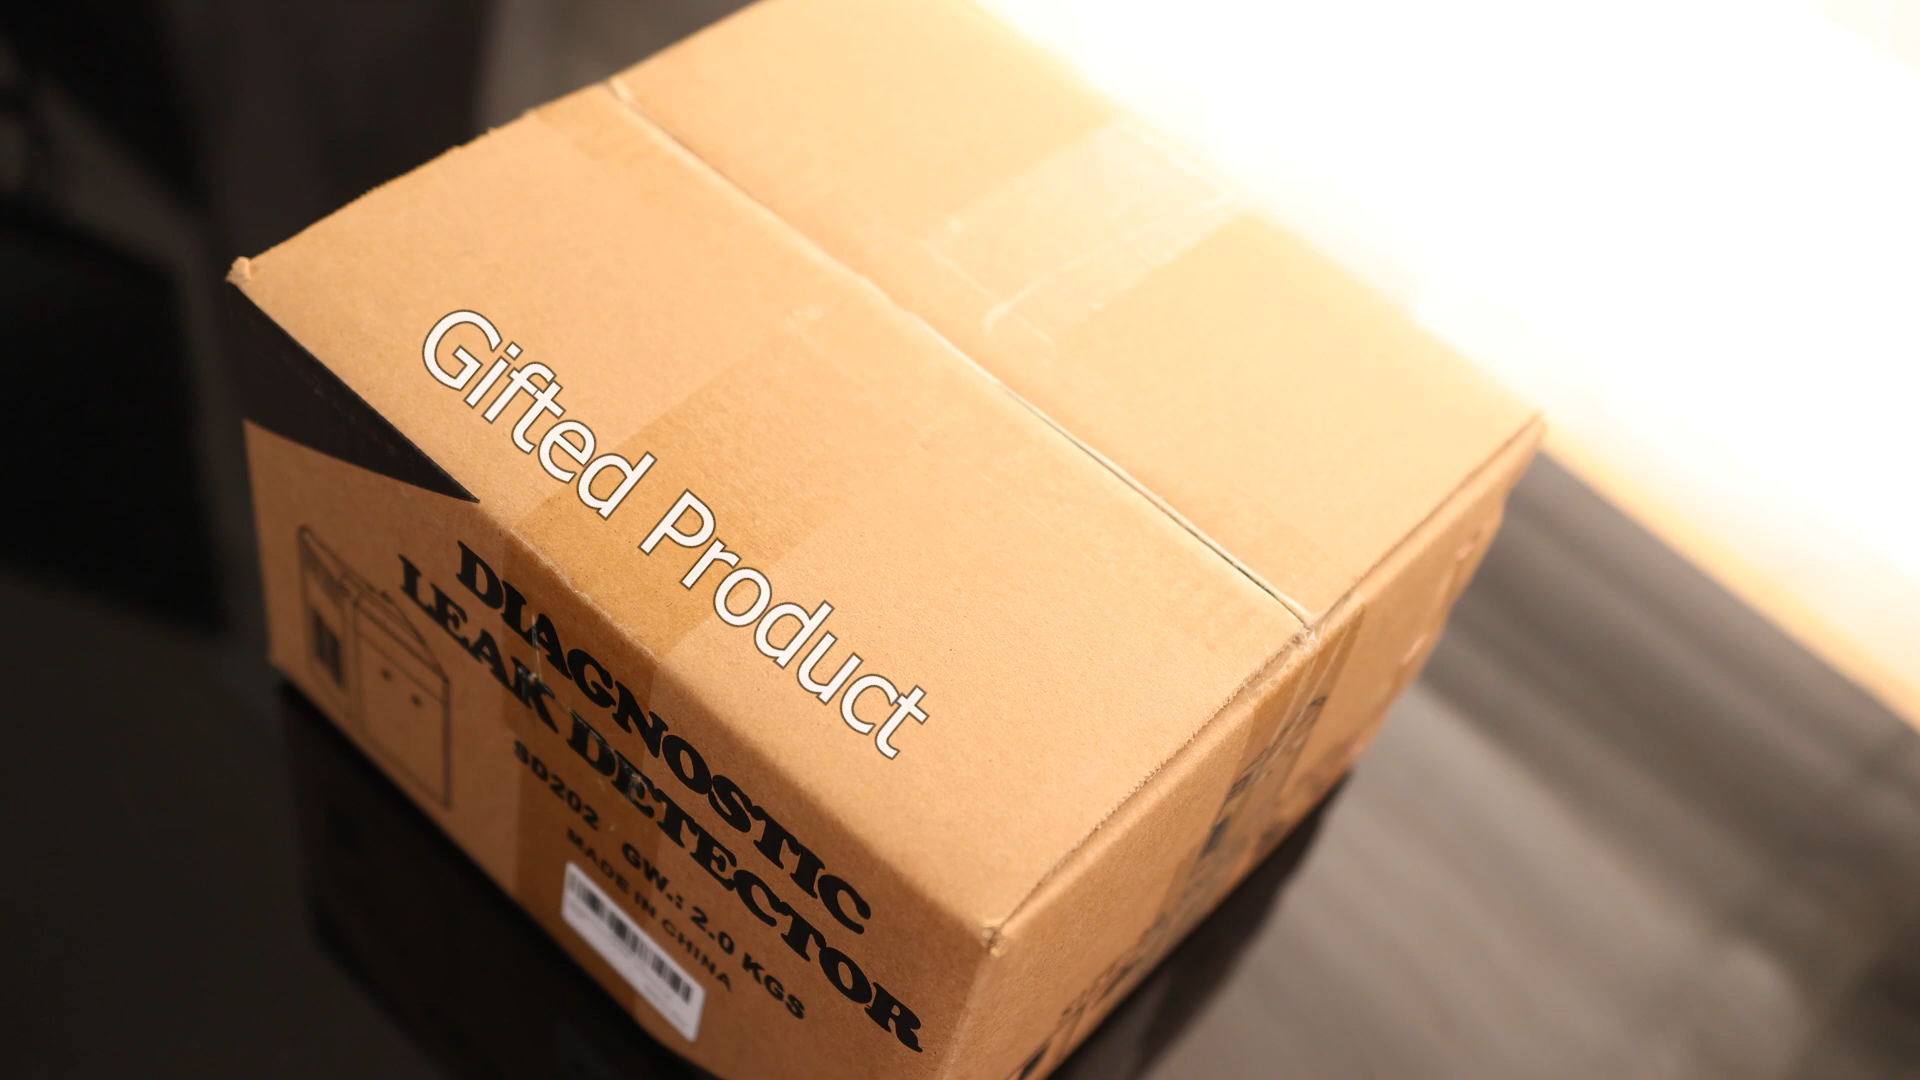 Gifted Product
DIAGNOSTIC
LEAK DETECTOR
SD202 GW.: 2.0 KGS
MADE IN CHINA